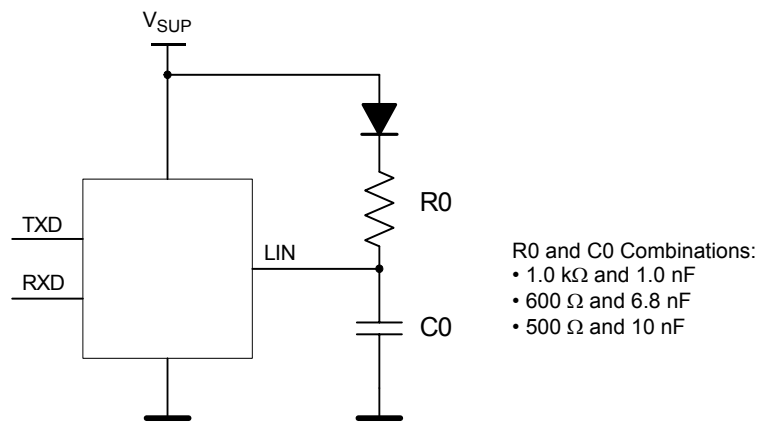 VSUP
TXD
RXD
LIN
R0
C0
R0 and C0 Combinations:
• 1.0 kΩ and 1.0 nF
• 600 Ω and 6.8 nF
• 500 Ω and 10 nF